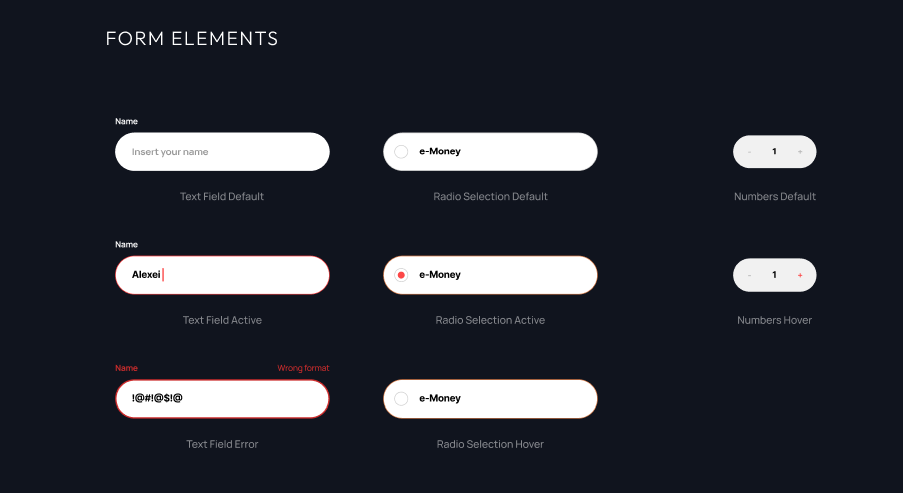 FORM ELEMENTS
Name
Insert your name
e-Money
- 1 +
Text Field Default
Radio Selection Default
Numbers Default
Name
Alexei
e-Money
- 1 +
Text Field Active
Radio Selection Active
Numbers Hover
Name
Wrong format
!@#!@$!@
e-Money
Text Field Error
Radio Selection Hover